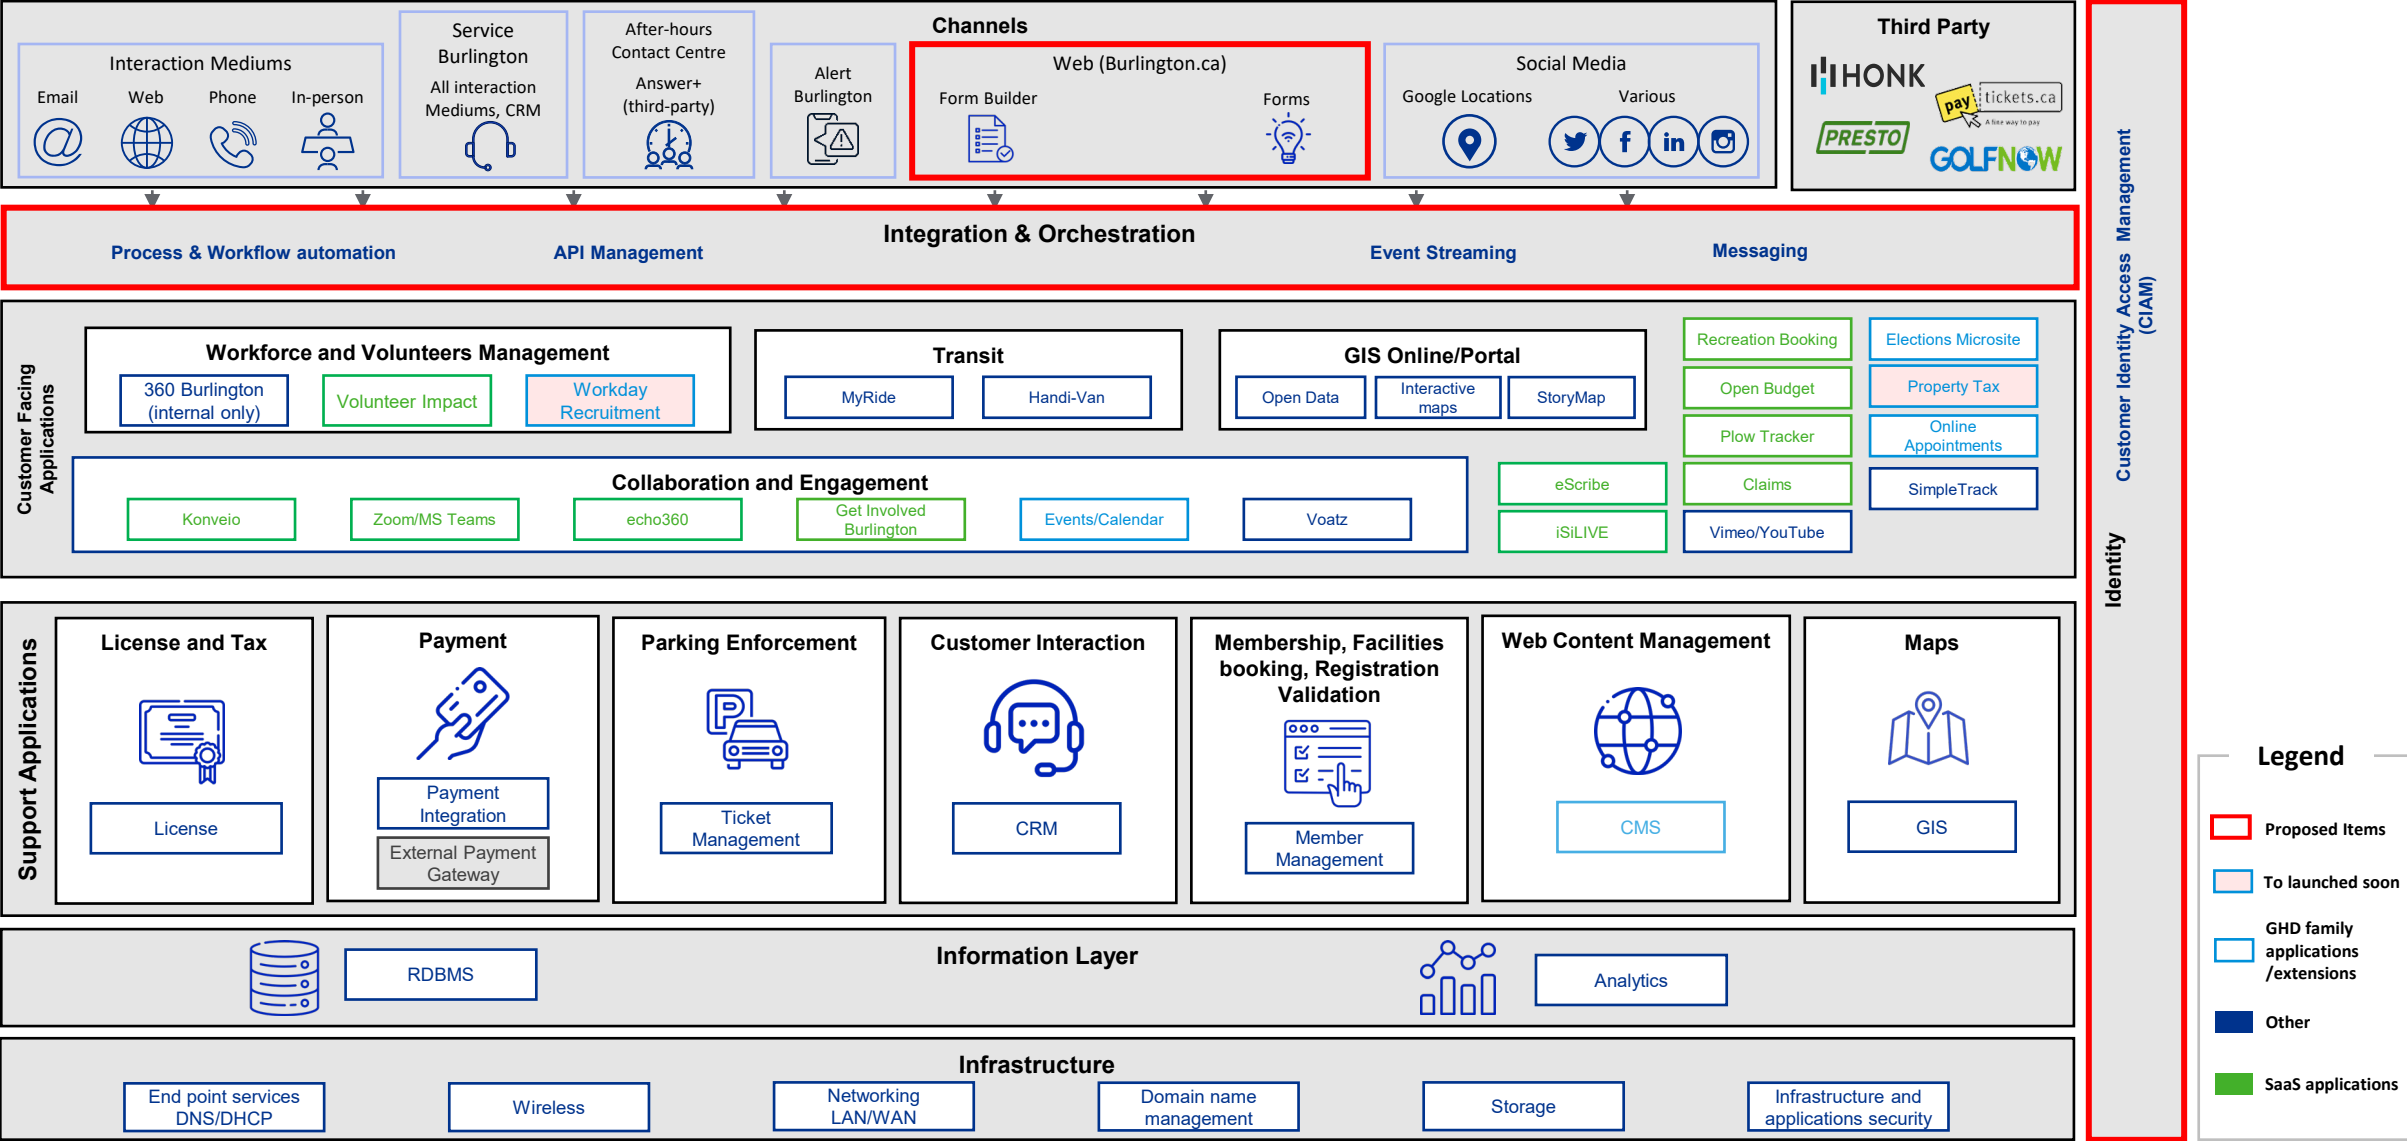 Channels
Interaction Mediums
Email
Web
Phone
In-person
Service
Burlington
All interaction
Mediums, CRM
After-hours
Contact Centre
Answer+
(third-party)
Alert
Burlington
Web (Burlington.ca)
Form Builder
Forms
Social Media
Google Locations
Various
Third Party
HONK
pay tickets.ca
A fine way to pay
PRESTO
GOLFNOW
Integration & Orchestration
Process & Workflow automation
API Management
Event Streaming
Messaging
Customer Identity Access Management
(CIAM)
Identity
Customer Facing
Applications
Workforce and Volunteers Management
360 Burlington
(internal only)
Volunteer Impact
Workday
Recruitment
Transit
MyRide
Handi-Van
GIS Online/Portal
Open Data
Interactive
maps
StoryMap
Recreation Booking
Open Budget
Plow Tracker
Claims
Vimeo/YouTube
Elections Microsite
Property Tax
Online
Appointments
SimpleTrack
Collaboration and Engagement
Konveio
Zoom/MS Teams
echo360
Get Involved
Burlington
Events/Calendar
Voatz
eScribe
iSiLIVE
Support Applications
License and Tax
License
Payment
Payment
Integration
External Payment
Gateway
Parking Enforcement
P
Ticket
Management
Customer Interaction
CRM
Membership, Facilities
booking, Registration
Validation
Member
Management
Web Content Management
CMS
Maps
GIS
Information Layer
RDBMS
Analytics
Infrastructure
End point services
DNS/DHCP
Wireless
Networking
LAN/WAN
Domain name
management
Storage
Infrastructure and
applications security
Legend
Proposed Items
To launched soon
GHD family
applications
/extensions
Other
SaaS applications